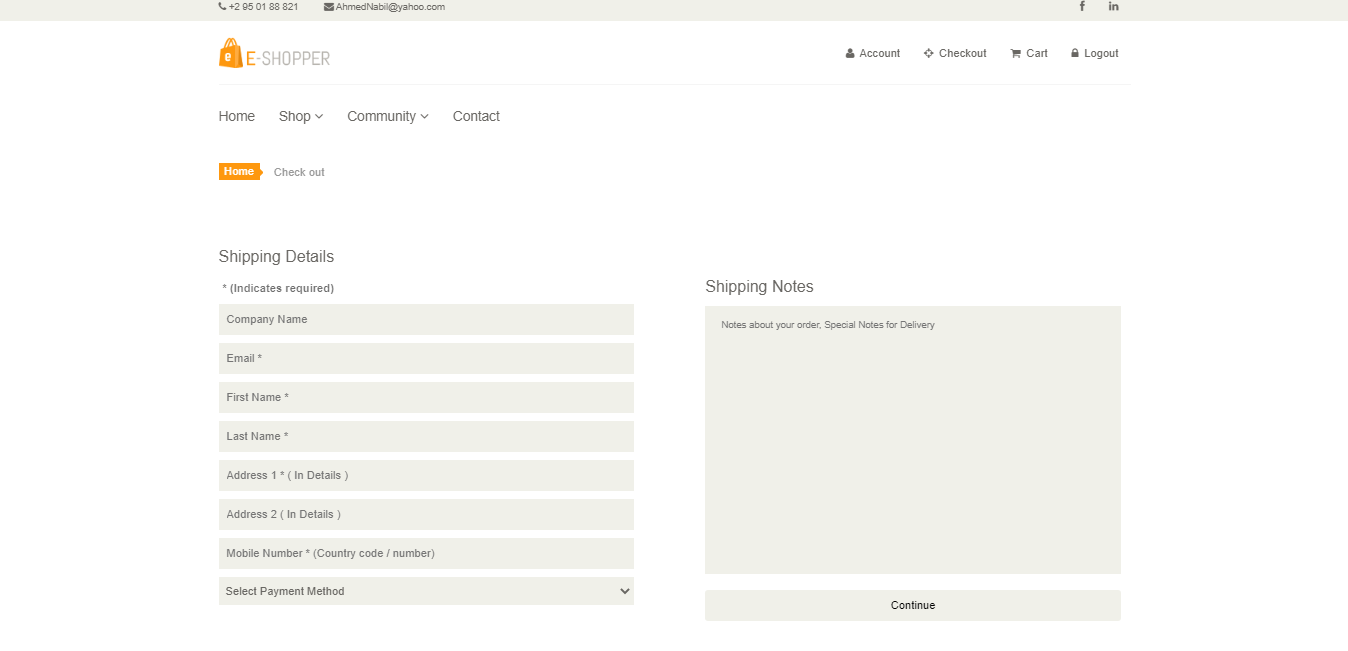 +2 95 01 88 821 AhmedNabil@yahoo.com f in
e E-SHOPPER
Account Checkout Cart Logout
Home Shop Community Contact
Home Check out
Shipping Details
* (Indicates required)
Company Name
Email *
First Name *
Last Name *
Address 1 * ( In Details )
Address 2 ( In Details )
Mobile Number * (Country code / number)
Select Payment Method
Shipping Notes
Notes about your order, Special Notes for Delivery
Continue